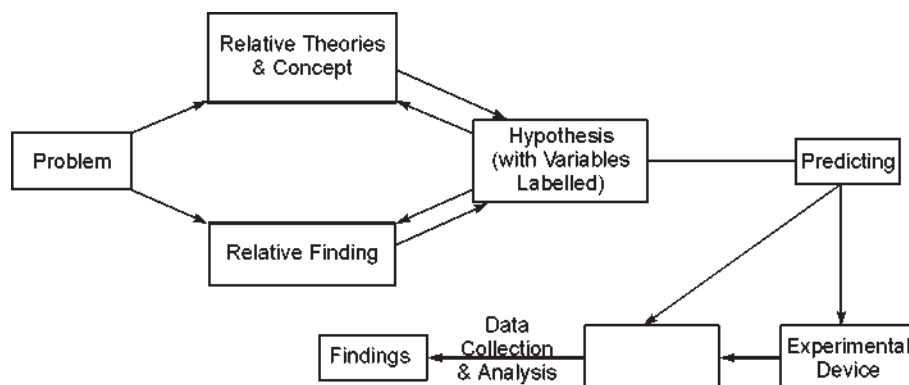 Relative Theories
& Concept
Problem
Hypothesis
(with Variables
Labelled)
Predicting
Relative Finding
Findings
Data
Collection
& Analysis
Experimental
Device